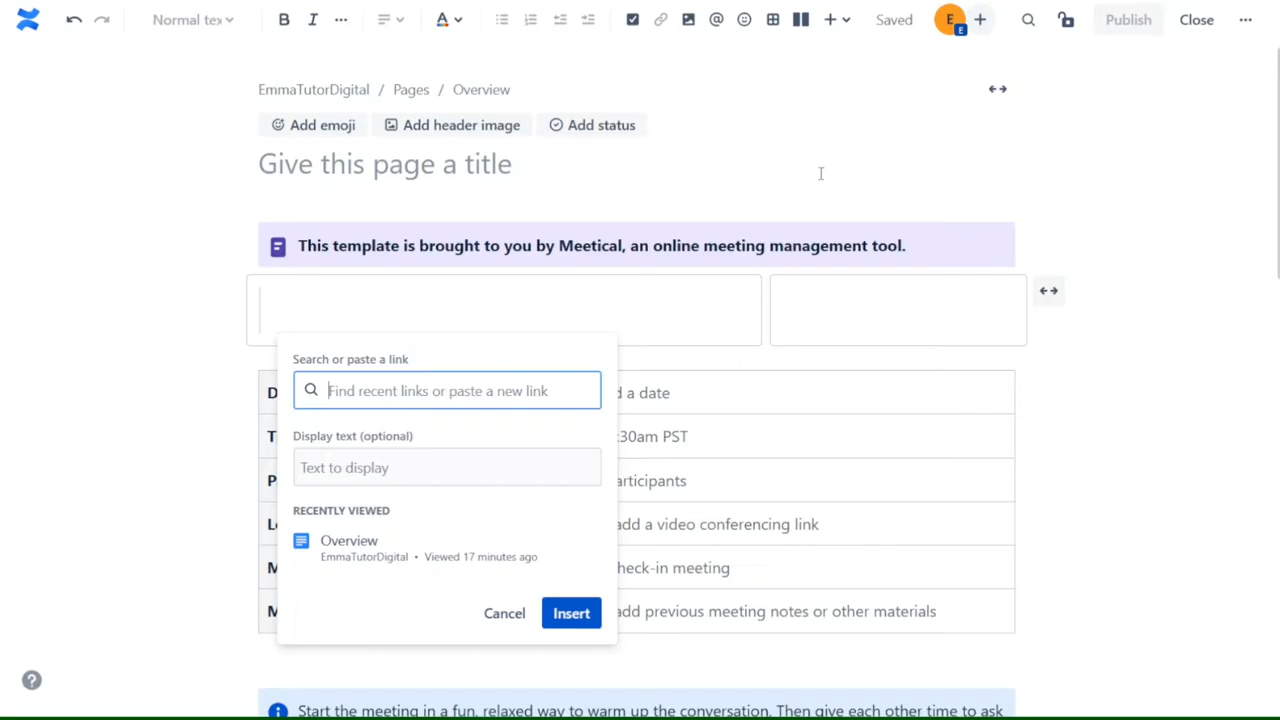 Normal tex
B I
Saved
E
E
Publish
Close
EmmaTutorDigital / Pages / Overview
Add emoji
Add header image
Add status
Give this page a title
This template is brought to you by Meetical, an online meeting management tool.
Search or paste a link
Find recent links or paste a new link
Display text (optional)
Text to display
RECENTLY VIEWED
Overview
EmmaTutorDigital • Viewed 17 minutes ago
Cancel
Insert
D
d a date
T
:30am PST
P
articipants
L
add a video conferencing link
M
heck-in meeting
M
add previous meeting notes or other materials
Start the meeting in a fun, relaxed way to warm up the conversation. Then give each other time to ask